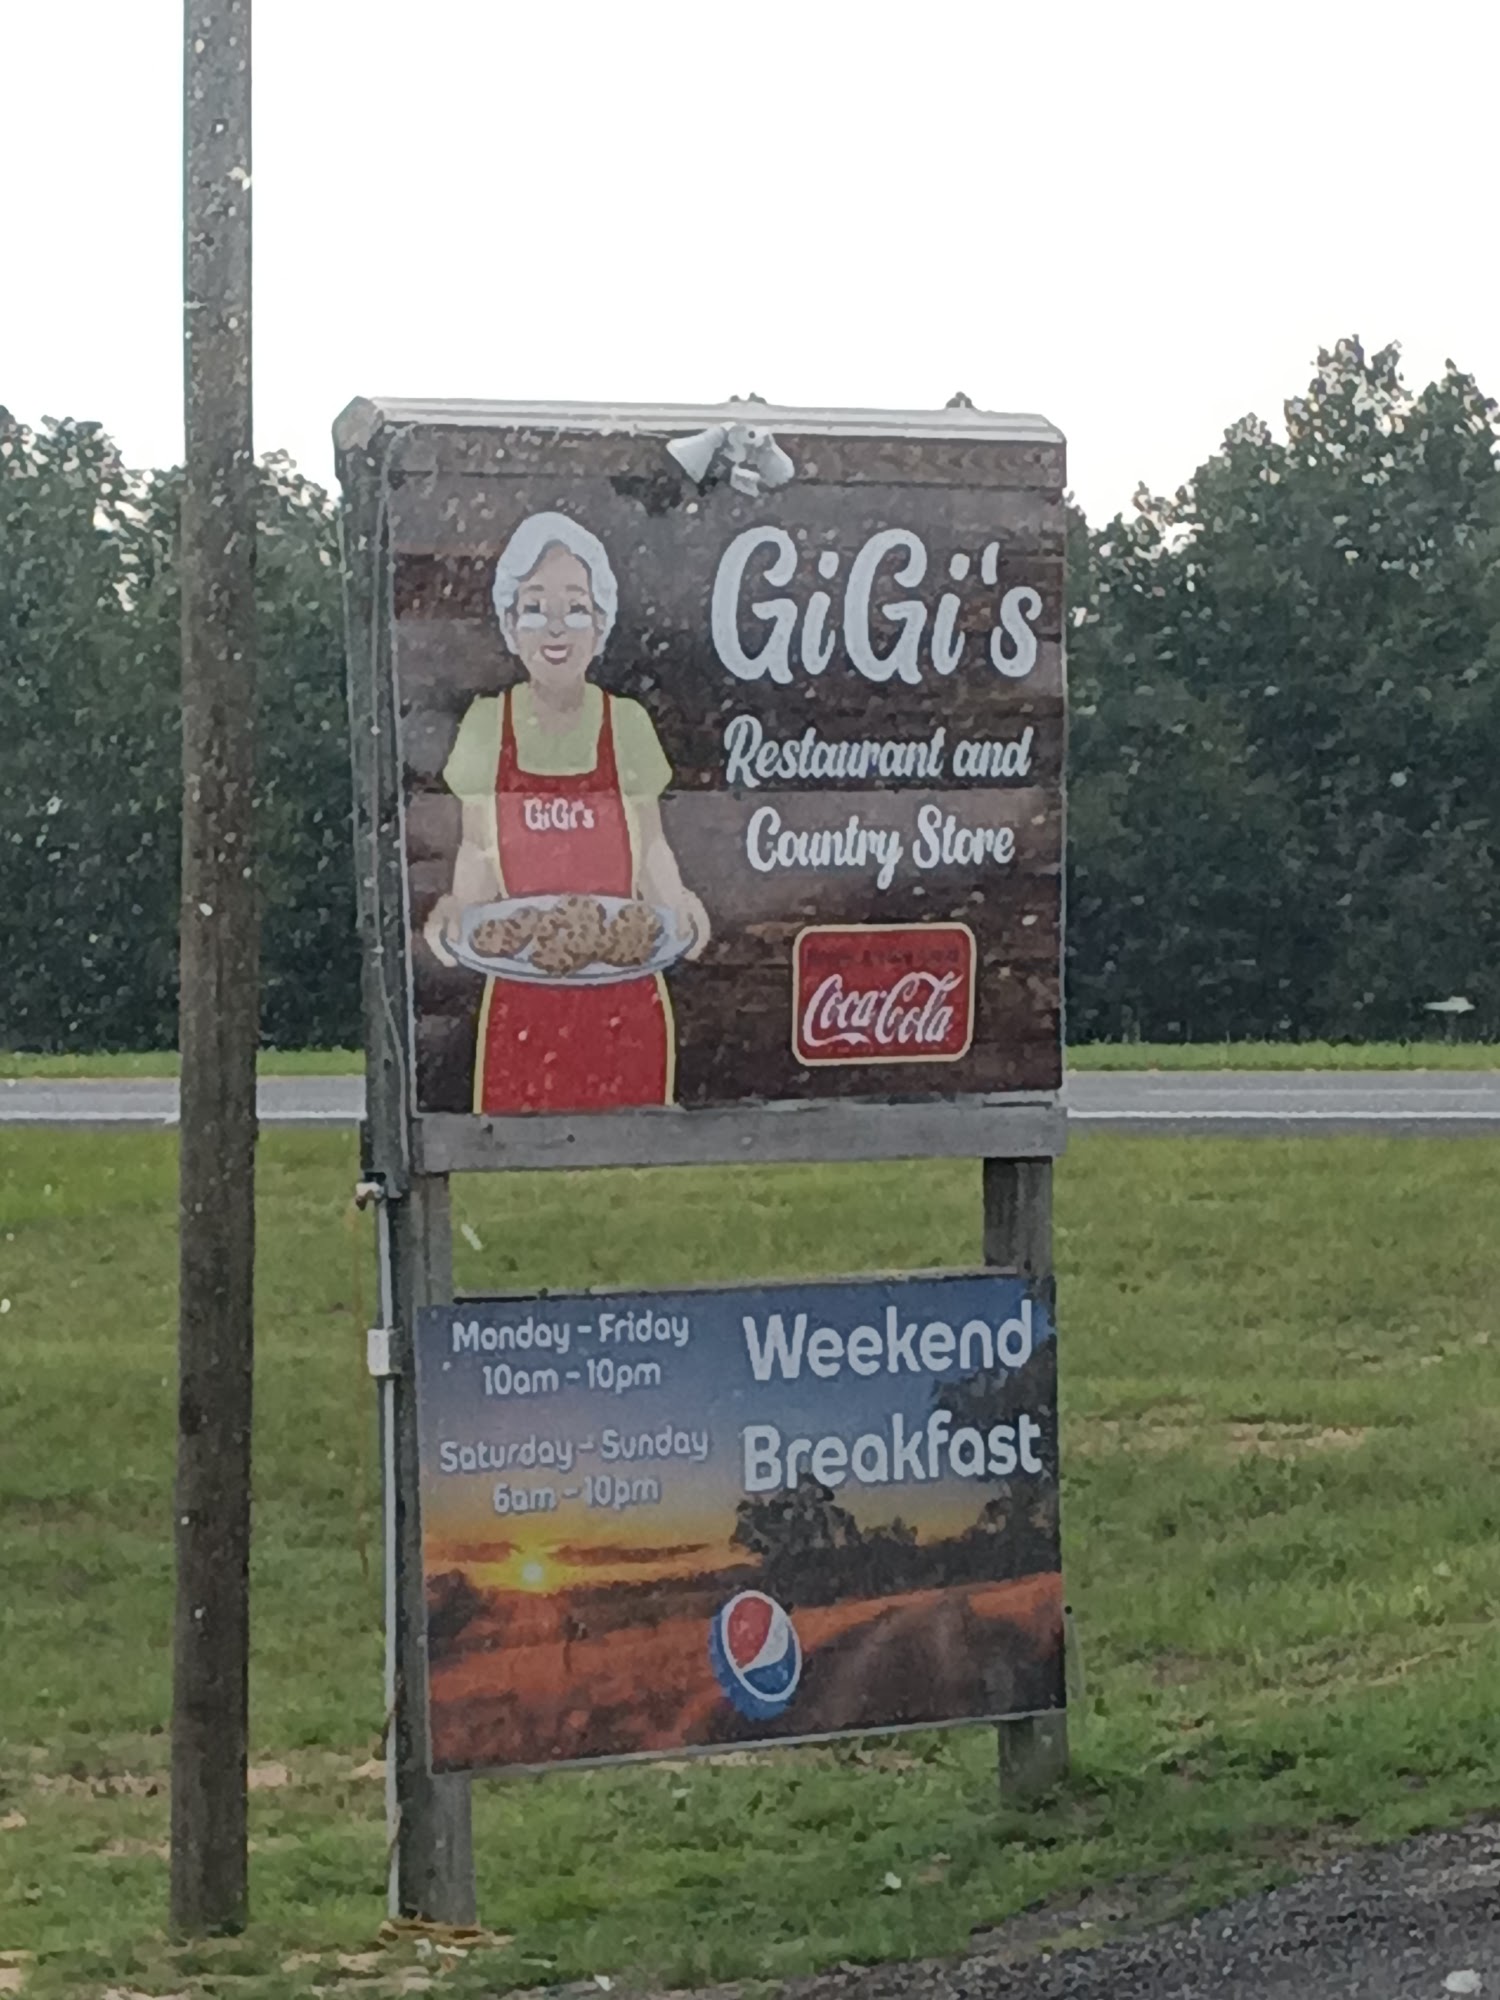 GiGi's
Restaurant and
Country Store
GiGi's
Coca-Cola
Monday - Friday
10am - 10pm
Saturday - Sunday
6am - 10pm
Weekend
Breakfast